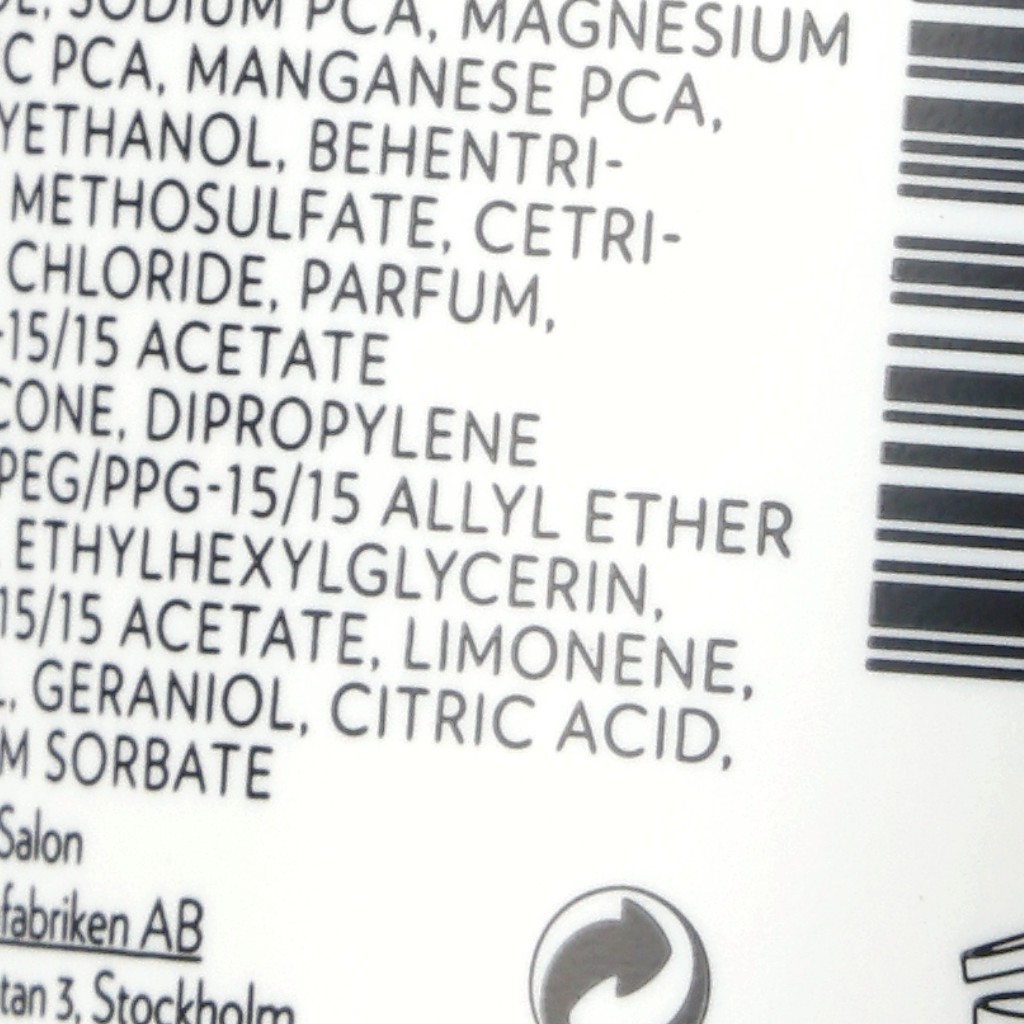 SODIUM PCA, MAGNESIUM
C PCA, MANGANESE PCA,
YETHANOL, BEHENTRI-
METHOSULFATE, CETRI-
CHLORIDE, PARFUM,
-15/15 ACETATE
CONE, DIPROPYLENE
PEG/PPG-15/15 ALLYL ETHER
ETHYLHEXYLGLYCERIN,
15/15 ACETATE, LIMONENE,
GERANIOL, CITRIC ACID,
M SORBATE
Salon
fabriken AB
tan 3, Stockholm